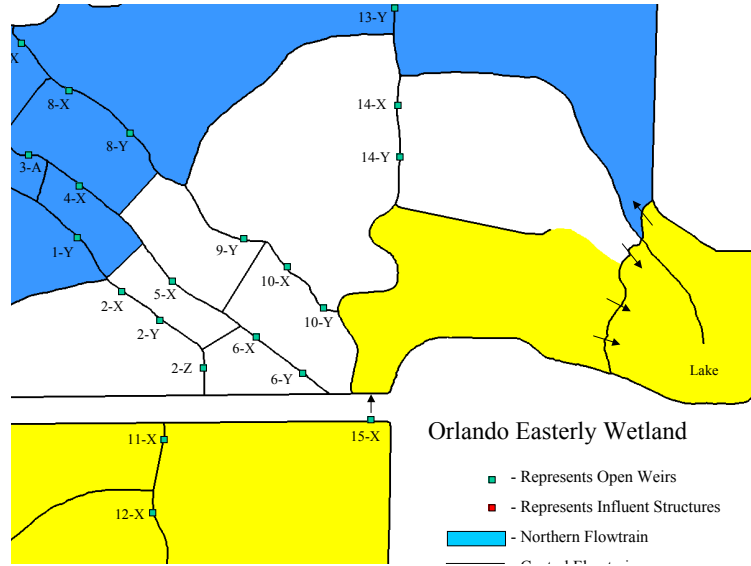 13-Y
X
8-X
14-X
8-Y
14-Y
3-A
4-X
1-Y
9-Y
10-X
5-X
2-X
10-Y
2-Y
6-X
2-Z
6-Y
Lake
11-X
15-X
Orlando Easterly Wetland
- Represents Open Weirs
12-X
- Represents Influent Structures
- Northern Flowtrain